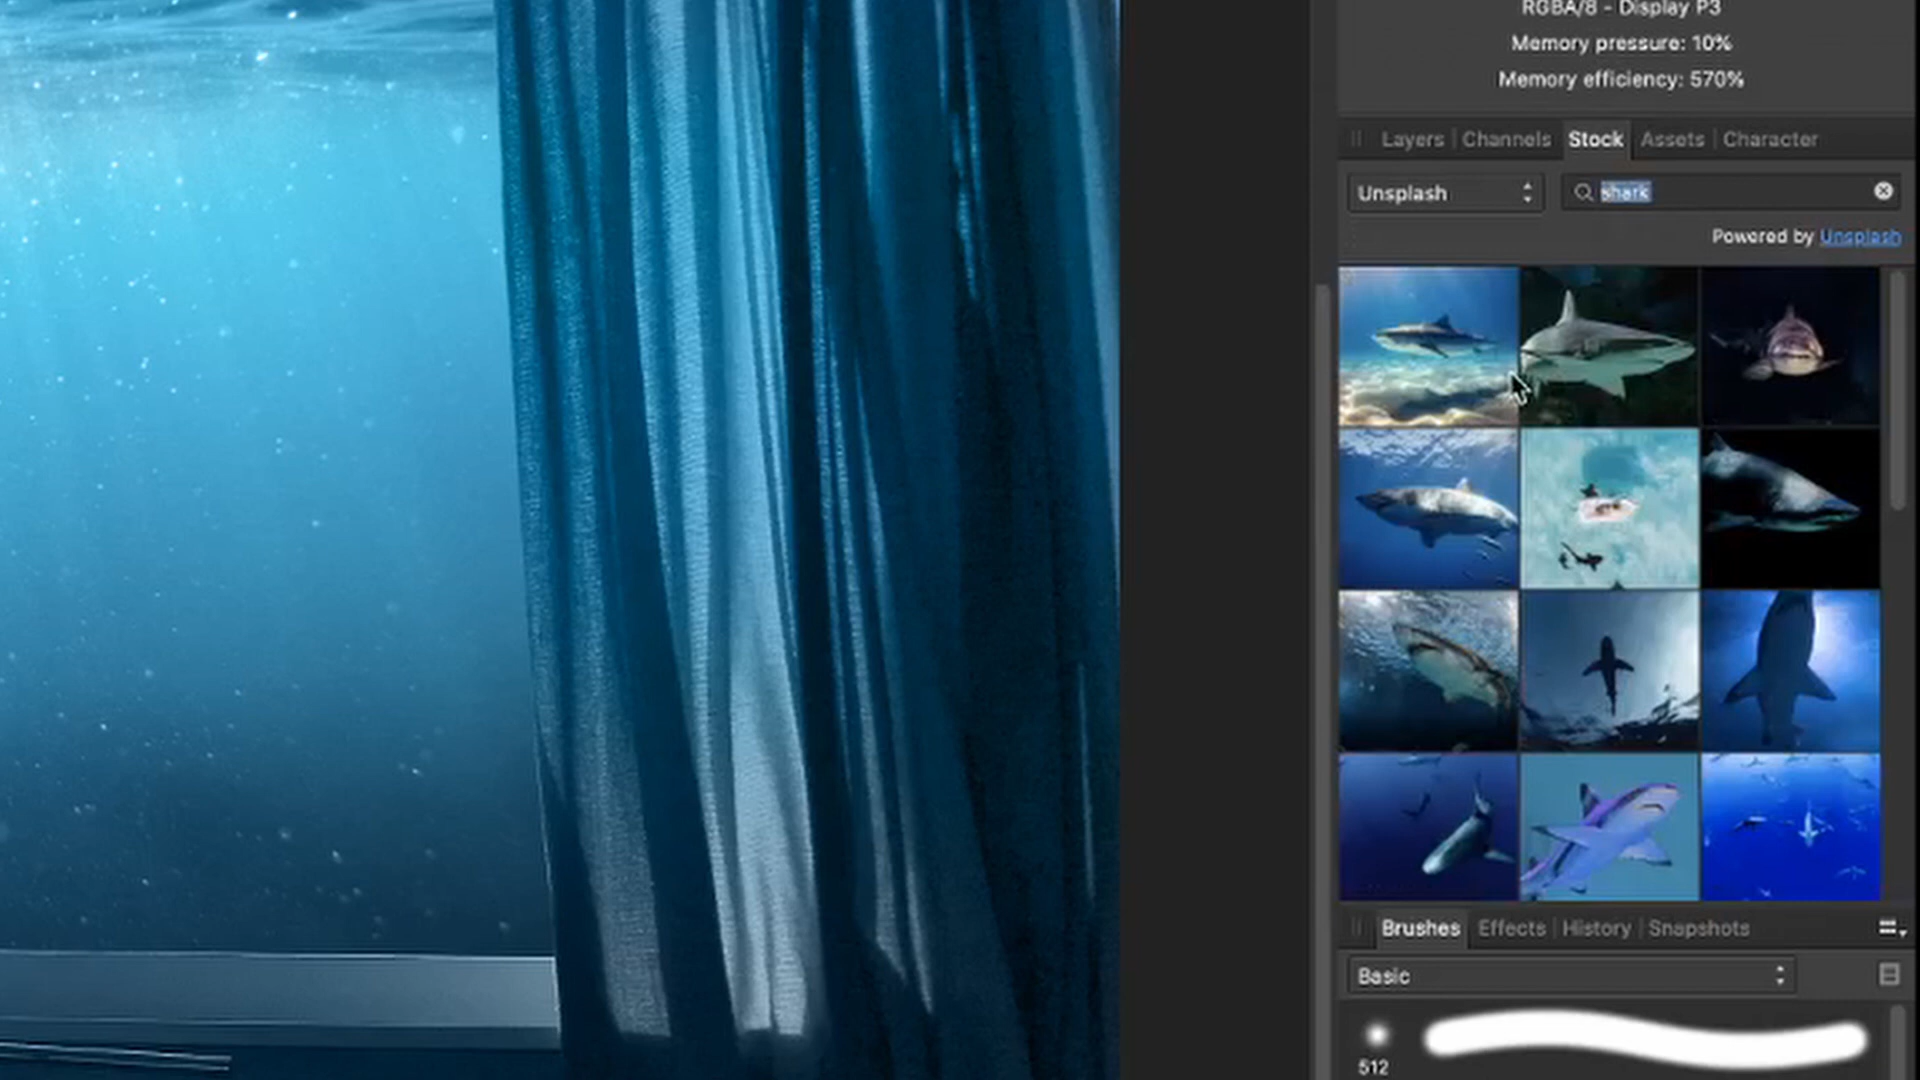 RGBA/8 - Display P3
Memory pressure: 10%
Memory efficiency: 570%
Layers Channels Stock Assets Character
Unsplash shark
Powered by Unsplash
Brushes Effects History Snapshots
Basic
512